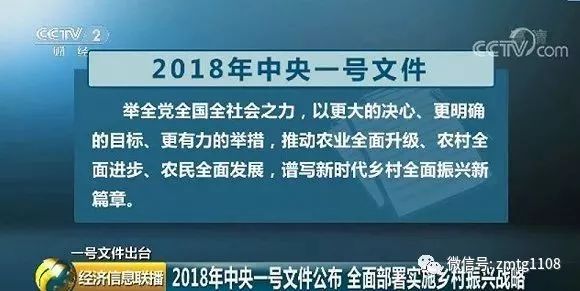 CCTV 2
财经
CCTV.com
2018年中央一号文件
举全党全国全社会之力，以更大的决心、更明确
的目标、更有力的举措，推动农业全面升级、农村全
面进步、农民全面发展，谱写新时代乡村全面振兴新
篇章。
一号文件出台
经济信息联播
2018年中央一号文件公布 全面部署实施乡村振兴战略
微信号: zmtg1108